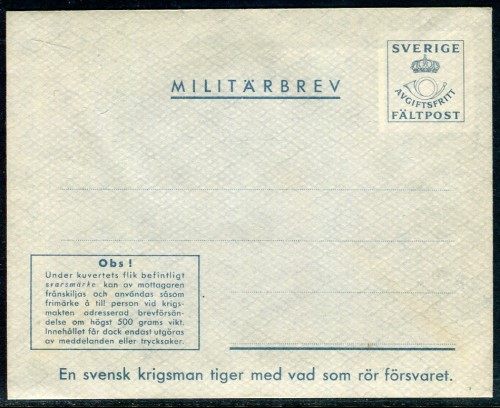 MILITÄRBREV
SVERIGE
AVGIFTSFRITT
FÄLTPOST
Obs!
Under kuvertets flik befintligt
svarsmärke kan av mottagaren
frånskiljas och användas såsom
frimärke å till person vid krigs-
makten adresserad brevförsän-
delse om högst 500 grams vikt.
Innehållet får dock endast utgöras
av meddelanden eller trycksaker.
En svensk krigsman tiger med vad som rör försvaret.